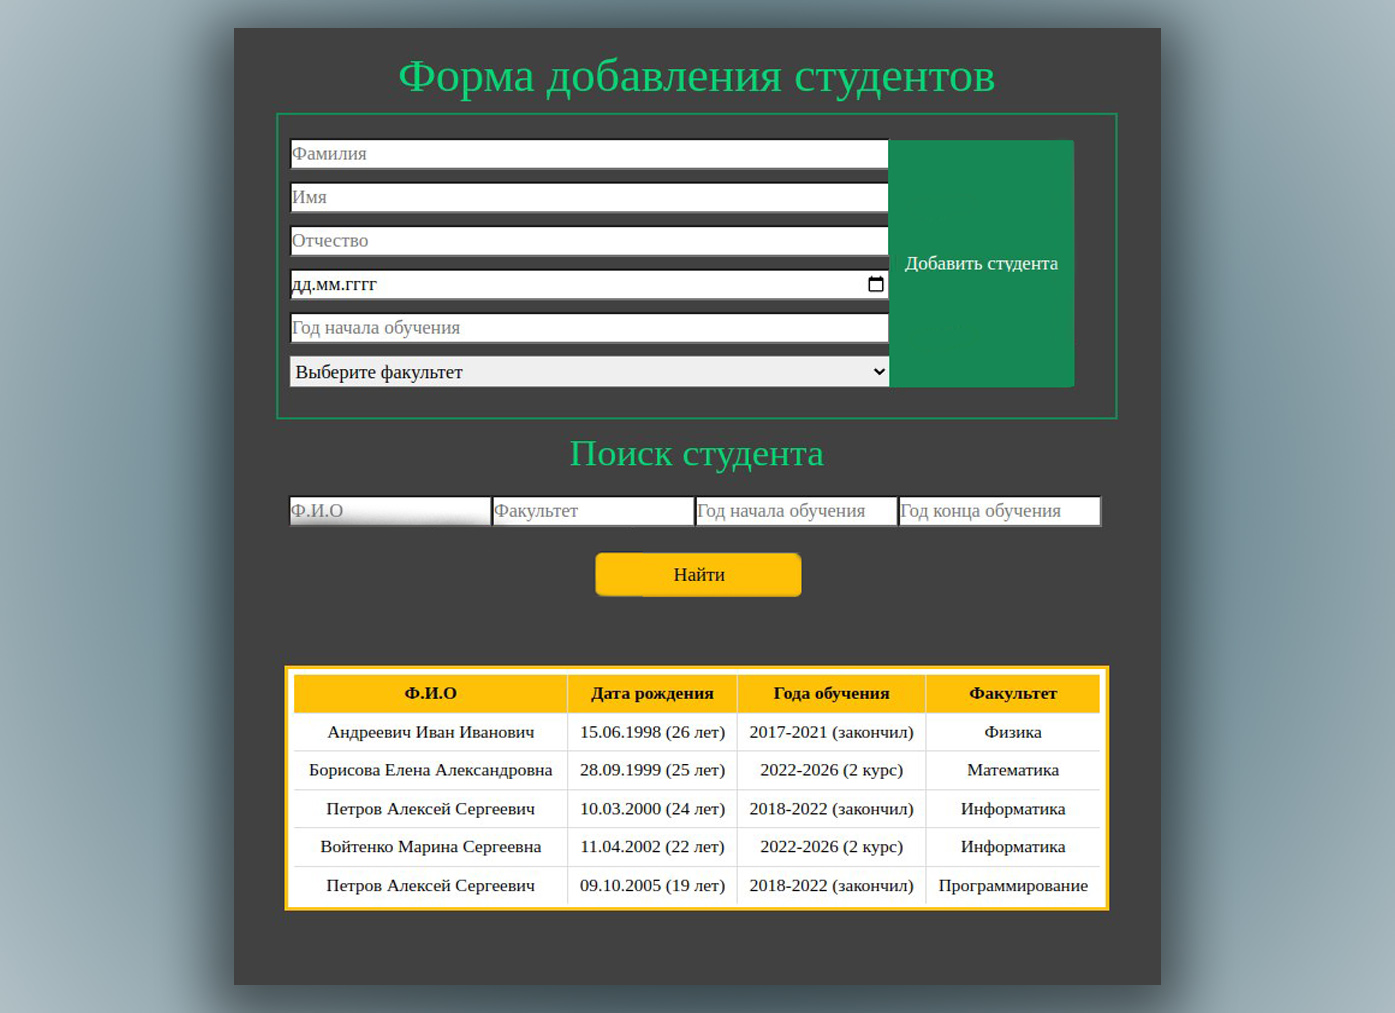 Форма добавления студентов
Фамилия
Имя
Отчество
дд.мм.гггг
Год начала обучения
Выберите факультет
Добавить студента
Поиск студента
Ф.И.О Факультет Год начала обучения Год конца обучения
Найти
Ф.И.О Дата рождения Года обучения Факультет
Андреевич Иван Иванович 15.06.1998 (26 лет) 2017-2021 (закончил) Физика
Борисова Елена Александровна 28.09.1999 (25 лет) 2022-2026 (2 курс) Математика
Петров Алексей Сергеевич 10.03.2000 (24 лет) 2018-2022 (закончил) Информатика
Войтенко Марина Сергеевна 11.04.2002 (22 лет) 2022-2026 (2 курс) Информатика
Петров Алексей Сергеевич 09.10.2005 (19 лет) 2018-2022 (закончил) Программирование